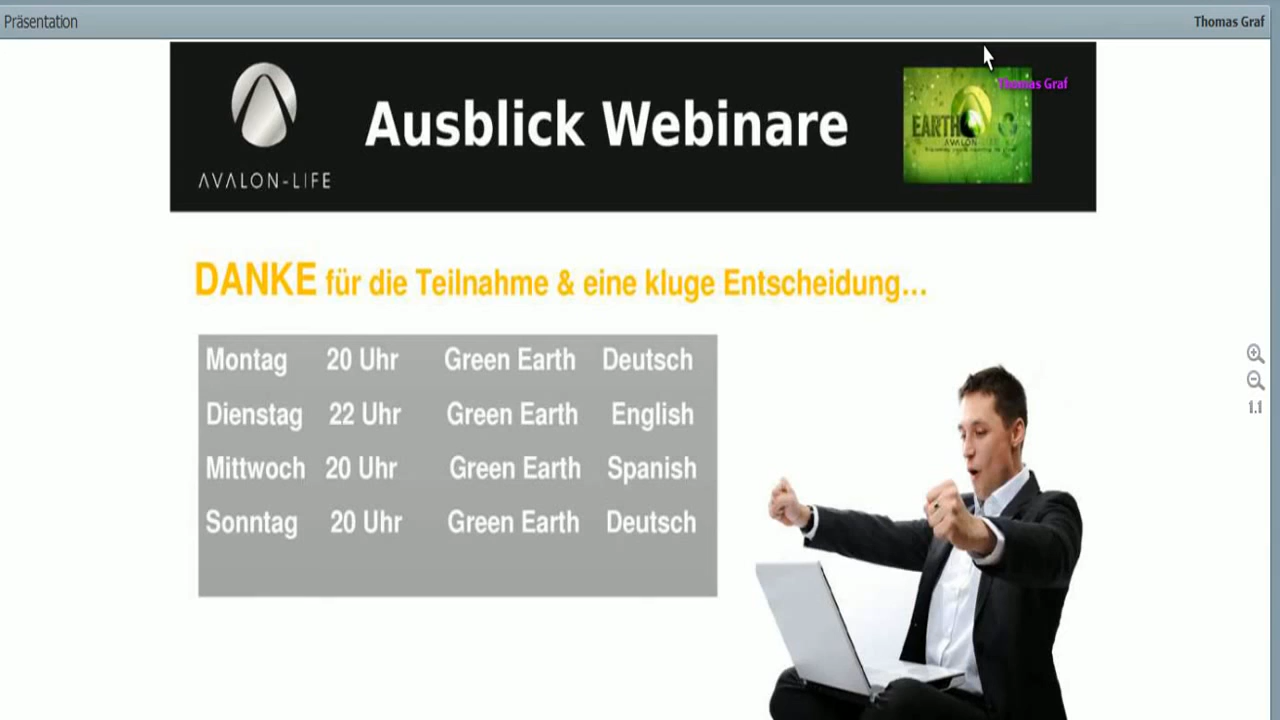 Präsentation
Thomas Graf
Thomas Graf
AVALON-LIFE
Ausblick Webinare
EARTH
AVALON-LIFE
DANKE für die Teilnahme & eine kluge Entscheidung...
Montag 20 Uhr Green Earth Deutsch
Dienstag 22 Uhr Green Earth English
Mittwoch 20 Uhr Green Earth Spanish
Sonntag 20 Uhr Green Earth Deutsch
1.1